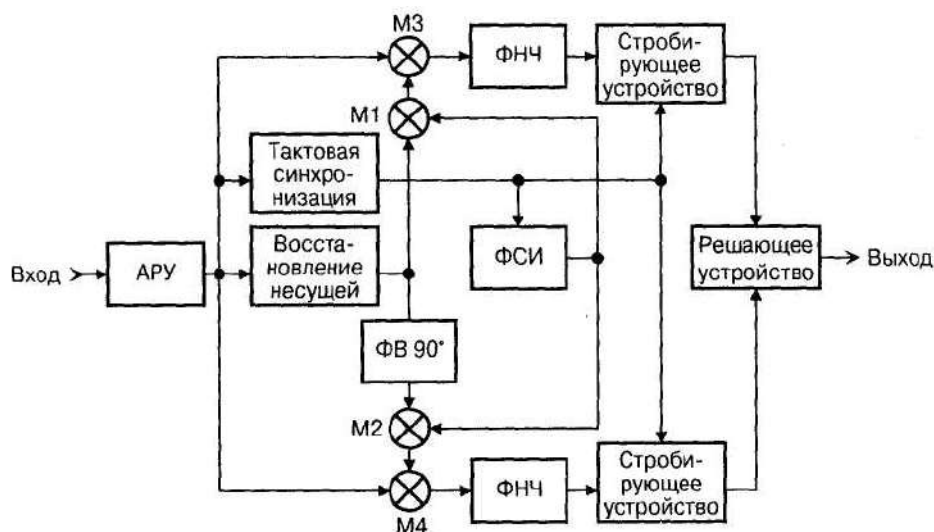 М3
ФНЧ
Строби-
рующее
устройство
М1
Тактовая
синхро-
низация
Вход
АРУ
Восста-
новление
несущей
ФСИ
Решающее
устройство
Выход
ФВ 90°
М2
М4
ФНЧ
Строби-
рующее
устройство